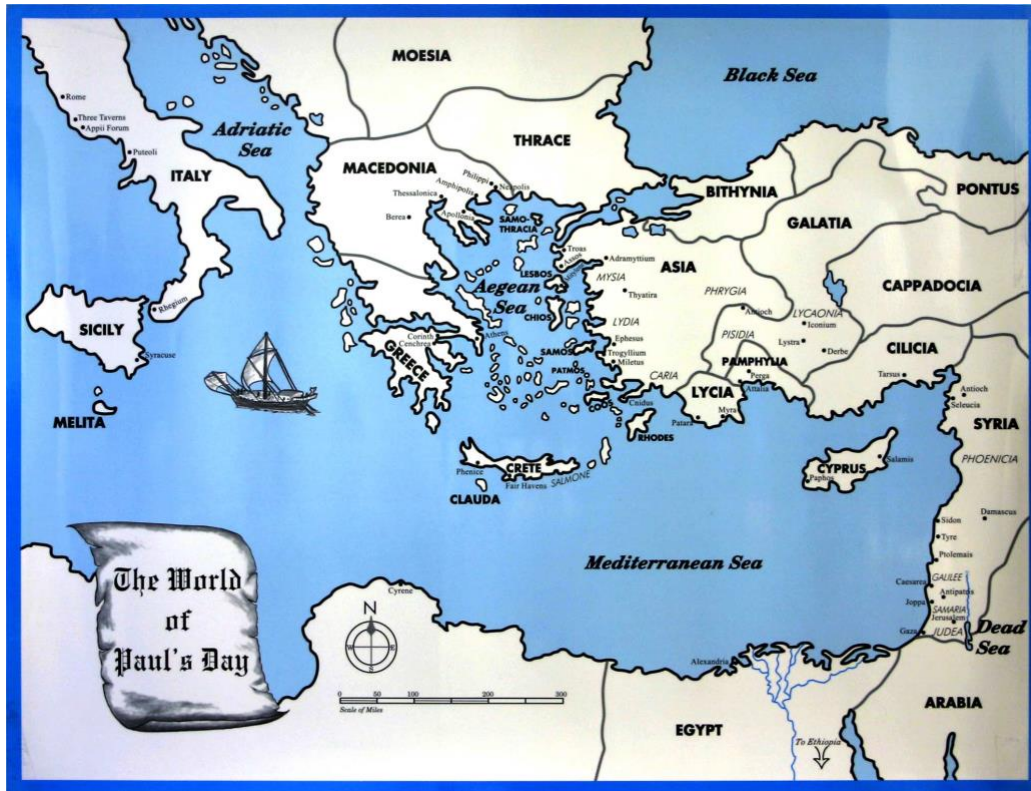 MOESIA
Black Sea
Rome
Three Taverns
Appii Forum
Adriatic
Sea
THRACE
Puteoli
ITALY
MACEDONIA
Philippi
Neapolis
Amphipolis
Thessalonica
Apollonia
Berea
SAMO-
THRACIA
BITHYNIA
PONTUS
GALATIA
Troas
Assos
Adramyttium
ASIA
LESBOS
MYSIA
Aegean
Sea
Thyatira
PHRYGIA
CAPPADOCIA
Rhegium
SICILY
CHIOS
LYDIA
Antioch
LYCAONIA
Iconium
Corinth
Cenchrea
Athens
GREECE
Ephesus
PISIDIA
Lystra
Derbe
CILICIA
Syracuse
SAMOS
Trogyllium
Miletus
PATMOS
PAMPHYLIA
Perga
Attalia
CARIA
Tarsus
LYCIA
Antioch
Seleucia
MELITA
Cnidus
Myra
Patara
SYRIA
RHODES
PHOENICIA
Phenice
CRETE
Fair Havens
SALMONE
CLAUDA
CYPRUS
Salamis
Paphos
Damascus
Sidon
Tyre
Ptolemais
Mediterranean Sea
Caesarea
GALILEE
Antipatris
Joppa
SAMARIA
Jerusalem
Gaza
JUDEA
Dead
Sea
The World
of
Paul's Day
Cyrene
N
W
E
S
Alexandria
0 50 100 200 300
Scale of Miles
EGYPT
ARABIA
To Ethiopia